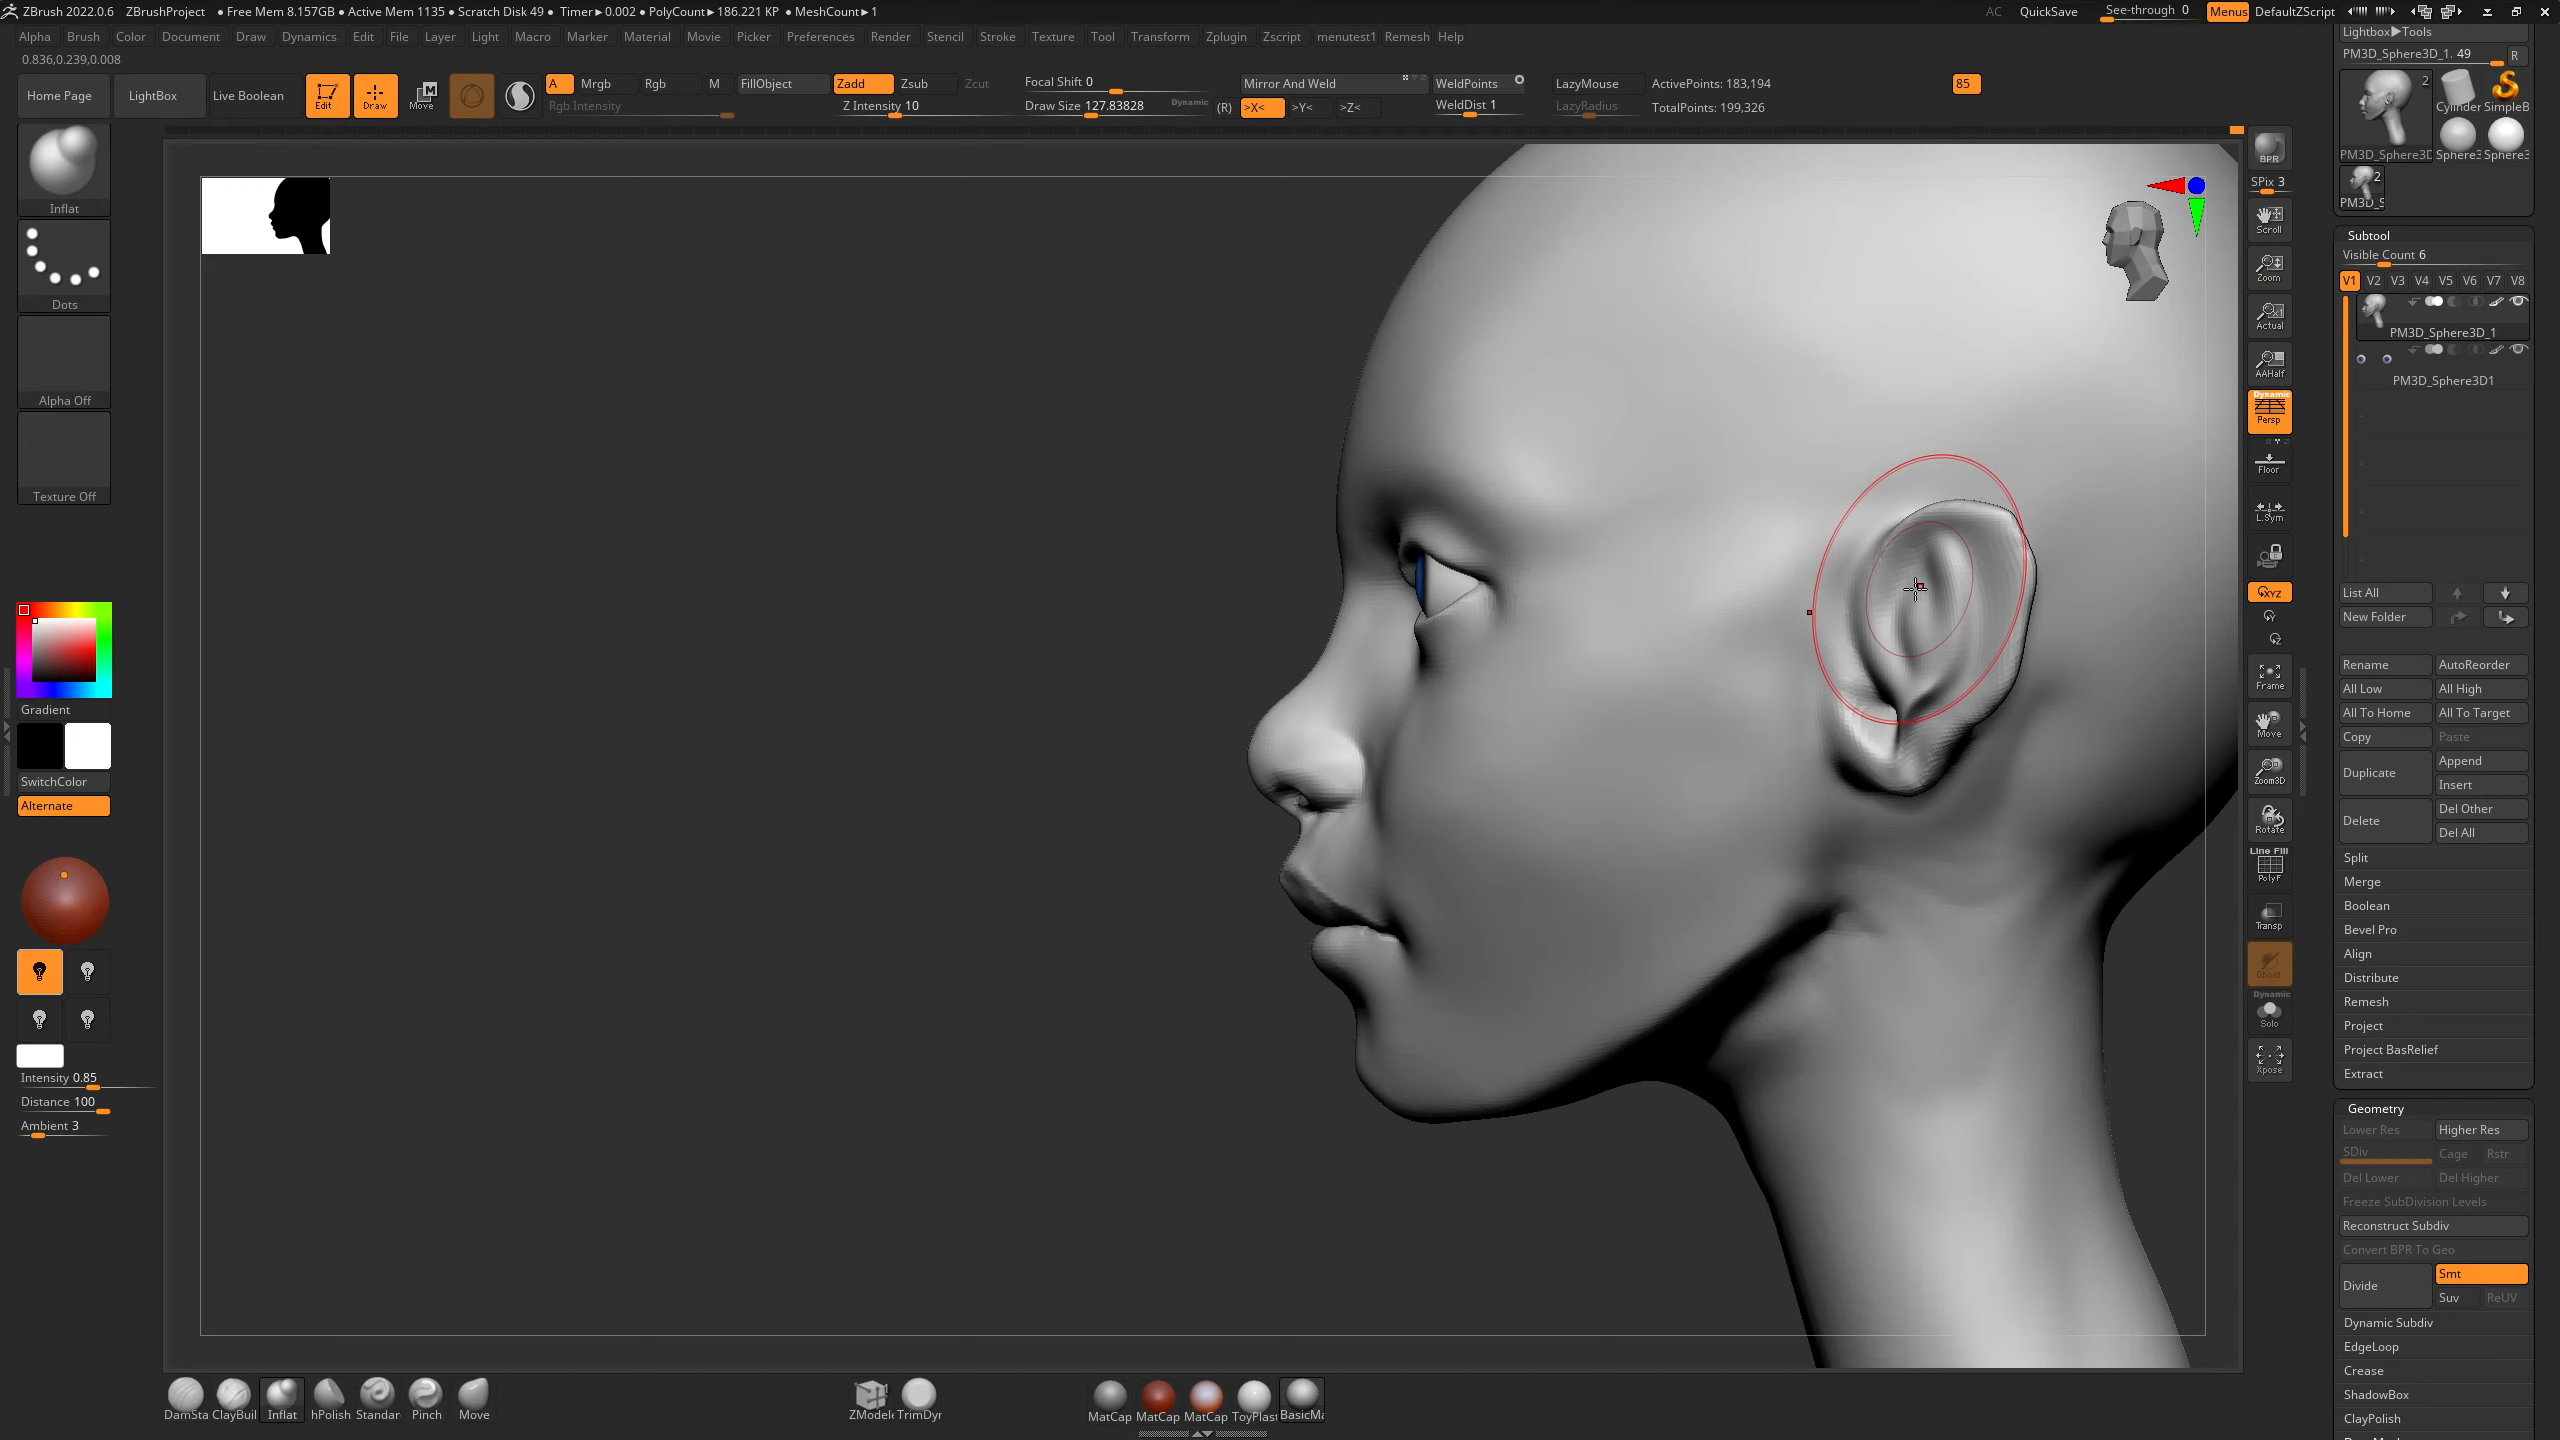 ZBrush 2022.0.6 ZBrushProject ● Free Mem 8.157GB ● Active Mem 1135 ● Scratch Disk 49 ● Timer►0.002 ● PolyCount►186.221 KP ● MeshCount►1 AC QuickSave See-through 0 Menus DefaultZScript
Alpha Brush Color Document Draw Dynamics Edit File Layer Light Macro Marker Material Movie Picker Preferences Render Stencil Stroke Texture Tool Transform Zplugin Zscript menutest1 Remesh Help
0.836,0.239,0.008
Home Page LightBox Live Boolean Edit Draw Move
A Mrgb Rgb M FillObject Zadd Zsub Zcut Focal Shift 0 Mirror And Weld WeldPoints LazyMouse ActivePoints: 183,194 85
Rgb Intensity Z Intensity 10 Draw Size 127.83828 Dynamic (R) >X< >Y< >Z< WeldDist 1 LazyRadius TotalPoints: 199,326
Inflat
Dots
Alpha Off
Texture Off
Gradient
SwitchColor
Alternate
Intensity 0.85
Distance 100
Ambient 3
BPR
SPix 3
Scroll
Zoom
Actual
AAHalf
Dynamic
Persp
Floor
L.Sym
XYZ
Frame
Move
Zoom3D
Rotate
Line Fill
PolyF
Transp
Ghost
Dynamic
Solo
Xpose
Lightbox►Tools
PM3D_Sphere3D_1. 49 R
2
Cylinder SimpleB
PM3D_Sphere3D Sphere3 Sphere3
2
PM3D_S
Subtool
Visible Count 6
V1 V2 V3 V4 V5 V6 V7 V8
PM3D_Sphere3D_1
PM3D_Sphere3D1
List All
New Folder
Rename AutoReorder
All Low All High
All To Home All To Target
Copy Paste
Duplicate Append
Insert
Delete Del Other
Del All
Split
Merge
Boolean
Bevel Pro
Align
Distribute
Remesh
Project
Project BasRelief
Extract
Geometry
Lower Res Higher Res
SDiv Cage Rstr
Del Lower Del Higher
Freeze SubDivision Levels
Reconstruct Subdiv
Convert BPR To Geo
Divide Smt
Suv ReUV
Dynamic Subdiv
EdgeLoop
Crease
ShadowBox
ClayPolish
DamSta ClayBuil Inflat hPolish Standar Pinch Move ZModele TrimDyr MatCap MatCap MatCap ToyPlast BasicMa